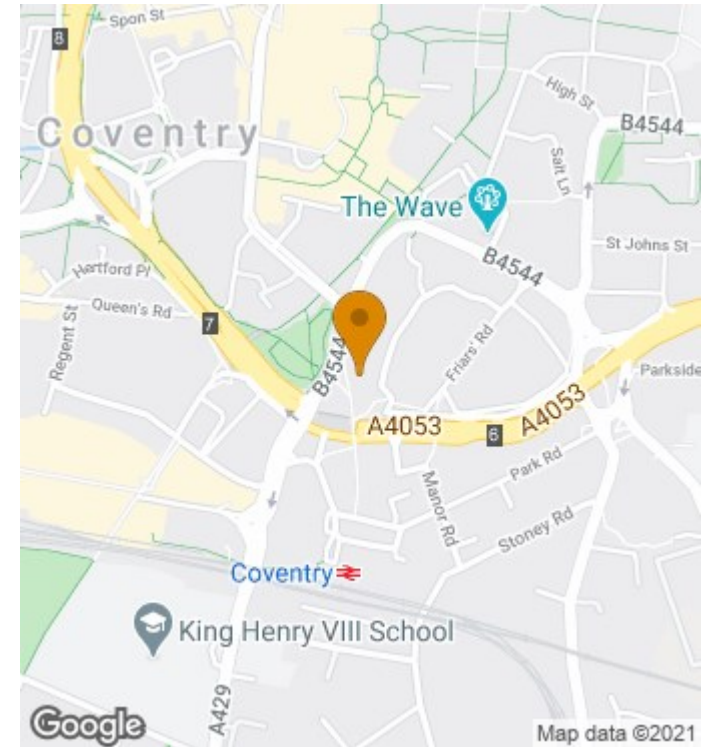 Spon St
8
Coventry
High St
B4544
Salt Ln
The Wave
St Johns St
B4544
Hertford Pl
Queen's Rd
7
Regent St
B4544
Friars' Rd
Parkside
A4053
A4053
6
Park Rd
Manor Rd
Stoney Rd
Coventry
King Henry VIII School
A429
Google
Map data ©2021